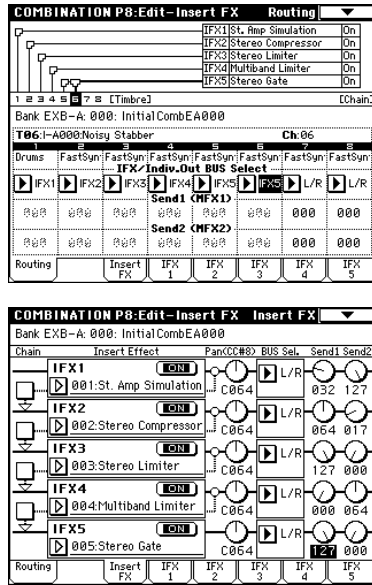 COMBINATION P8:Edit-Insert FX Routing
IFX1 St. Amp Simulation On
IFX2 Stereo Compressor On
IFX3 Stereo Limiter On
IFX4 Multiband Limiter On
IFX5 Stereo Gate On
1 2 3 4 5 6 7 8 [Timbre] [Chain]
Bank EXB-A: 000: InitialCombEA000
T06:I-A000:Noisy Stabber Ch:06
1 2 3 4 5 6 7 8
Drums FastSyn FastSyn FastSyn FastSyn FastSyn FastSyn FastSyn
IFX/Indiv.Out BUS Select
IFX1 IFX2 IFX3 IFX4 IFX5 IFX5 L/R L/R
Send1 (MFX1)
000 000
Send2 (MFX2)
000 000
Routing Insert FX IFX 1 IFX 2 IFX 3 IFX 4 IFX 5
COMBINATION P8:Edit-Insert FX Insert FX
Bank EXB-A: 000: InitialCombEA000
Chain Insert Effect Pan(CC#8) BUS Sel. Send1 Send2
IFX1 ON
001:St. Amp Simulation C064 L/R 032 127
IFX2 ON
002:Stereo Compressor C064 L/R 064 017
IFX3 ON
003:Stereo Limiter C064 L/R 127 000
IFX4 ON
004:Multiband Limiter C064 L/R 000 064
IFX5 ON
005:Stereo Gate C064 L/R 127 000
Routing Insert FX IFX 1 IFX 2 IFX 3 IFX 4 IFX 5